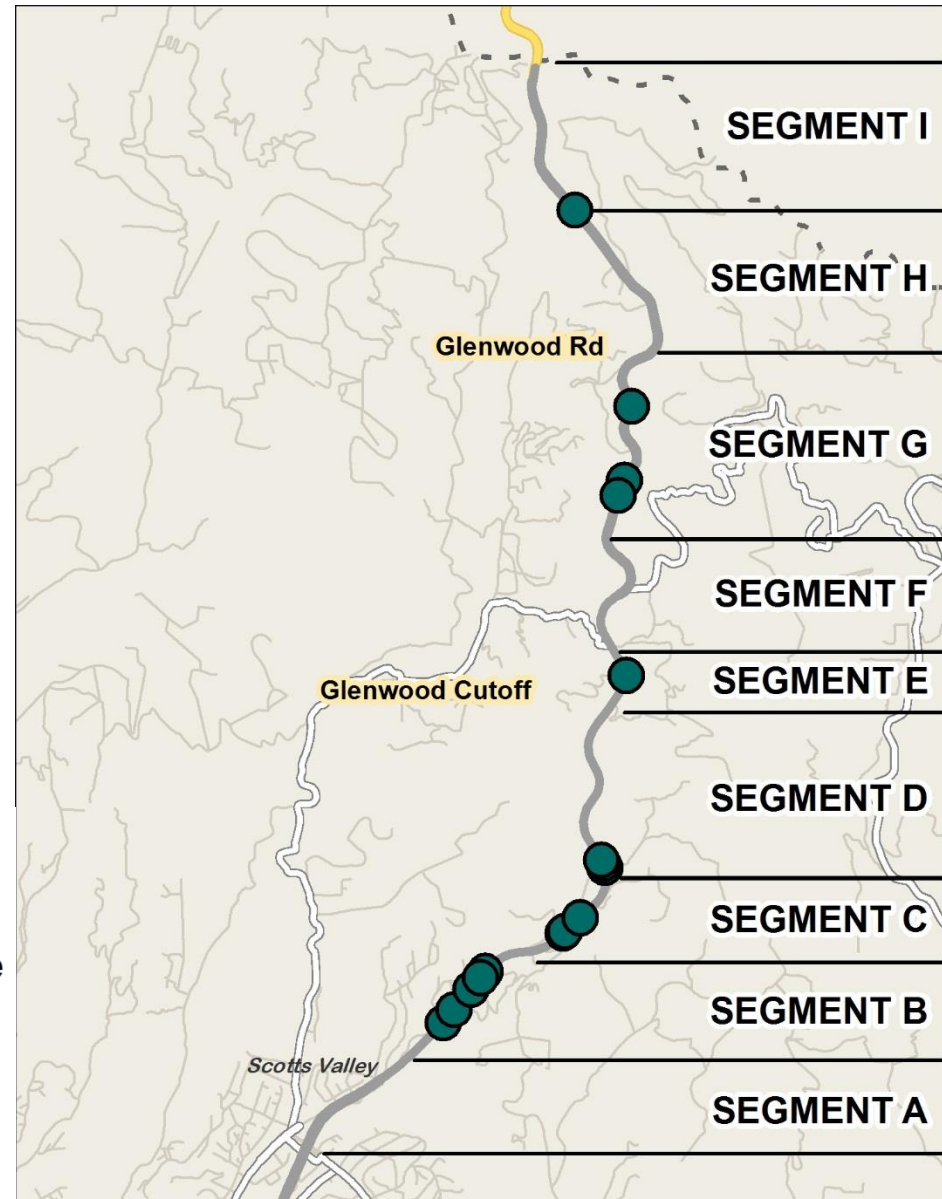 SEGMENT I
SEGMENT H
Glenwood Rd
SEGMENT G
SEGMENT F
SEGMENT E
Glenwood Cutoff
SEGMENT D
SEGMENT C
e
SEGMENT B
Scotts Valley
SEGMENT A